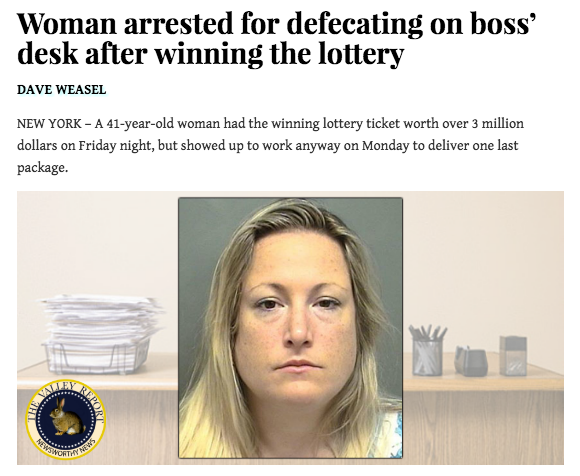 Woman arrested for defecating on boss’
desk after winning the lottery
DAVE WEASEL
NEW YORK – A 41-year-old woman had the winning lottery ticket worth over 3 million
dollars on Friday night, but showed up to work anyway on Monday to deliver one last
package.
THE VALLEY REPORT
NEWSWORTHY NEWS